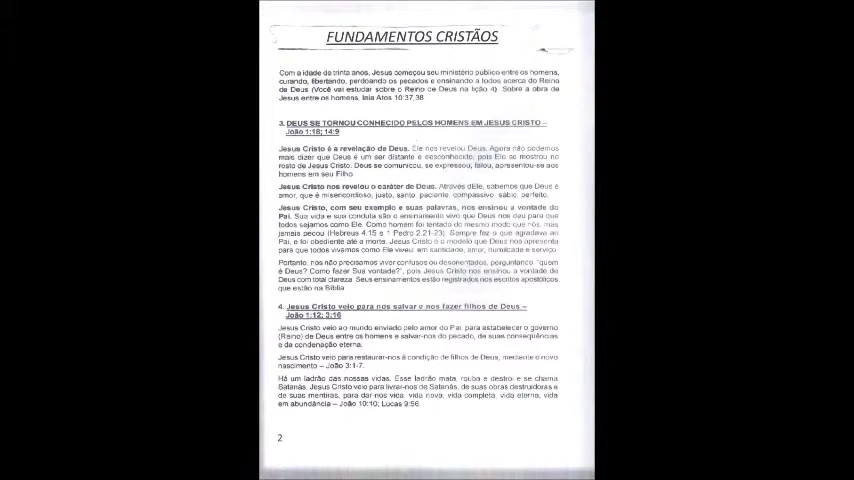 FUNDAMENTOS CRISTÃOS
Com a idade de trinta anos, Jesus começou seu ministério público entre os homens,
curando, libertando, perdoando os pecados e ensinando a todos acerca do Reino
de Deus (Você vai estudar sobre o Reino de Deus na lição 4). Sobre a obra de
Jesus entre os homens, leia Atos 10:37,38.
3. DEUS SE TORNOU CONHECIDO PELOS HOMENS EM JESUS CRISTO –
João 1:18; 14:9
Jesus Cristo é a revelação de Deus. Ele nos revelou Deus. Agora não podemos
mais dizer que Deus é um ser distante e desconhecido, pois Ele se mostrou no
rosto de Jesus Cristo. Deus se comunicou, se expressou, falou, apresentou-se aos
homens em seu Filho.
Jesus Cristo nos revelou o caráter de Deus. Através dEle, sabemos que Deus é
amor, que é misericordioso, justo, santo, paciente, compassivo, sábio, perfeito.
Jesus Cristo, com seu exemplo e suas palavras, nos ensinou a vontade do
Pai. Sua vida e sua conduta são o ensinamento vivo que Deus nos deu para que
todos sejamos como Ele. Como homem foi tentado do mesmo modo que nós, mas
jamais pecou (Hebreus 4.15 e 1 Pedro 2.21-23). Sempre fez o que agradava ao
Pai, e foi obediente até a morte. Jesus Cristo é o modelo que Deus nos apresenta
para que todos vivamos como Ele viveu: em santidade, amor, humildade e serviço.
Portanto, nos não precisamos viver confusos ou desorientados, perguntando: "quem
é Deus? Como fazer Sua vontade?", pois Jesus Cristo nos ensinou a vontade de
Deus com total clareza. Seus ensinamentos estão registrados nos escritos apostólicos
que estão na Bíblia.
4. Jesus Cristo veio para nos salvar e nos fazer filhos de Deus –
João 1:12; 3:16
Jesus Cristo veio ao mundo enviado pelo amor do Pai, para estabelecer o governo
(Reino) de Deus entre os homens e salvar-nos do pecado, de suas conseqüências
e da condenação eterna.
Jesus Cristo veio para restaurar-nos à condição de filhos de Deus, mediante o novo
nascimento – João 3:1-7.
Há um ladrão das nossas vidas. Esse ladrão mata, rouba e destrói e se chama
Satanás, Jesus Cristo veio para livrar-nos de Satanás, de suas obras destruidoras e
de suas mentiras, para dar-nos vida, vida nova, vida completa, vida eterna, vida
em abundância – João 10:10; Lucas 9:56.
2